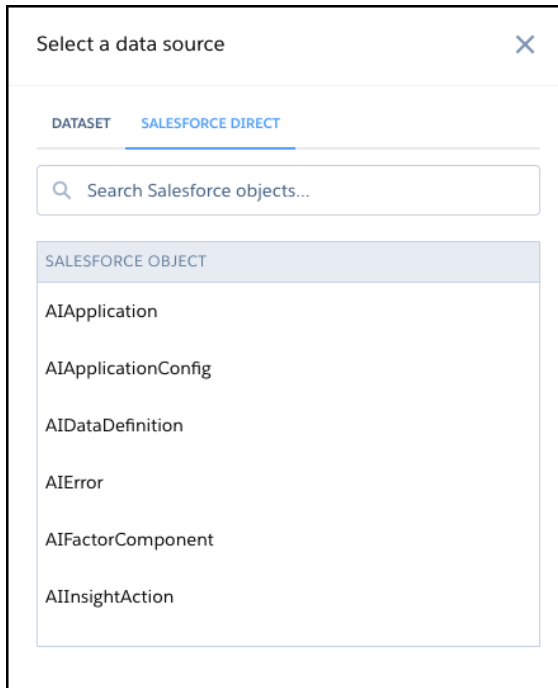 Select a data source
DATASET SALESFORCE DIRECT
Search Salesforce objects...
SALESFORCE OBJECT
AIApplication
AIApplicationConfig
AIDataDefinition
AIError
AIFactorComponent
AIInsightAction